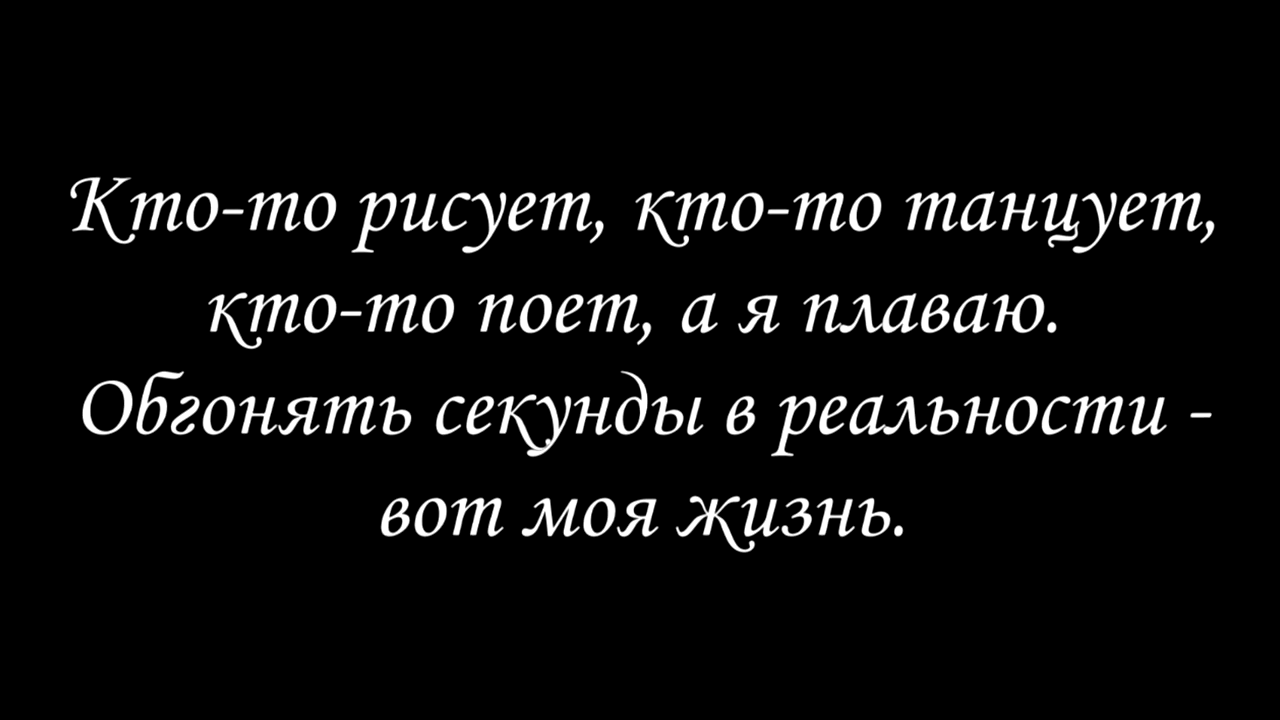 Кто-то рисует, кто-то танцует,
кто-то поет, а я плаваю.
Обгонять секунды в реальности -
вот моя жизнь.